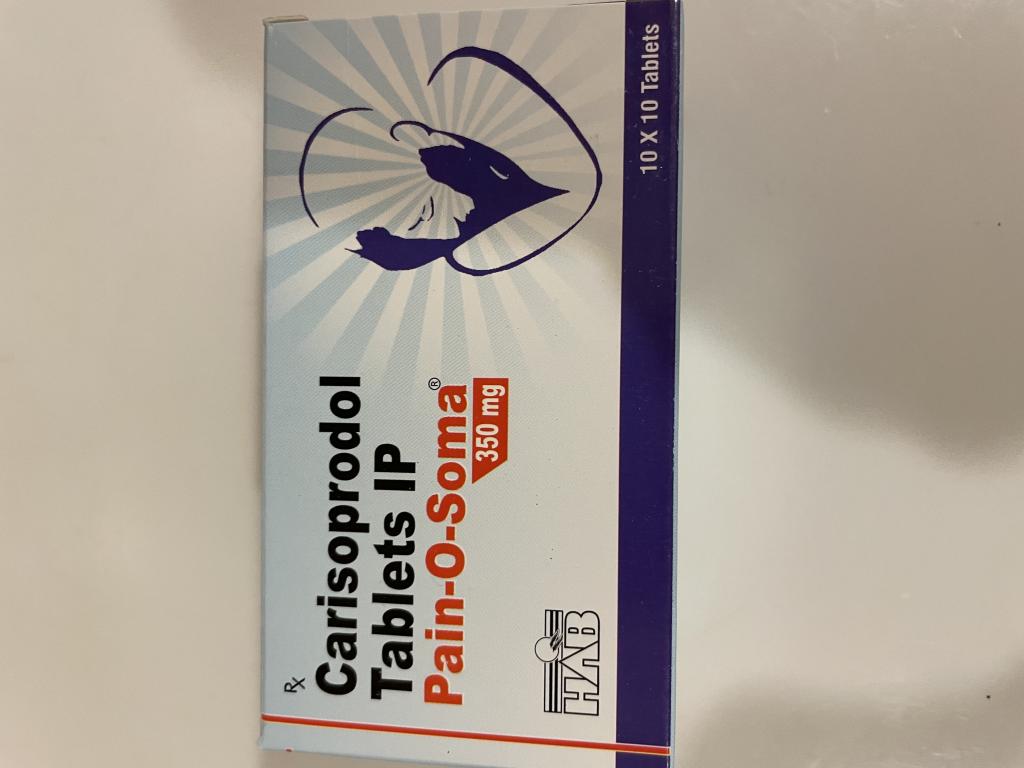 Rx
Carisoprodol
Tablets IP
Pain-O-Soma®
350 mg
HAB
10 X 10 Tablets